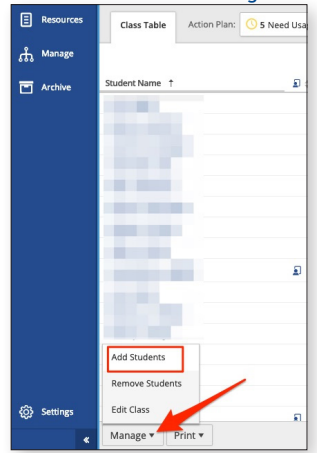 Resources
Manage
Archive
Class Table Action Plan: 5 Need Usa
Student Name ↑
Add Students
Remove Students
Edit Class
Settings
« Manage ▾ Print ▾